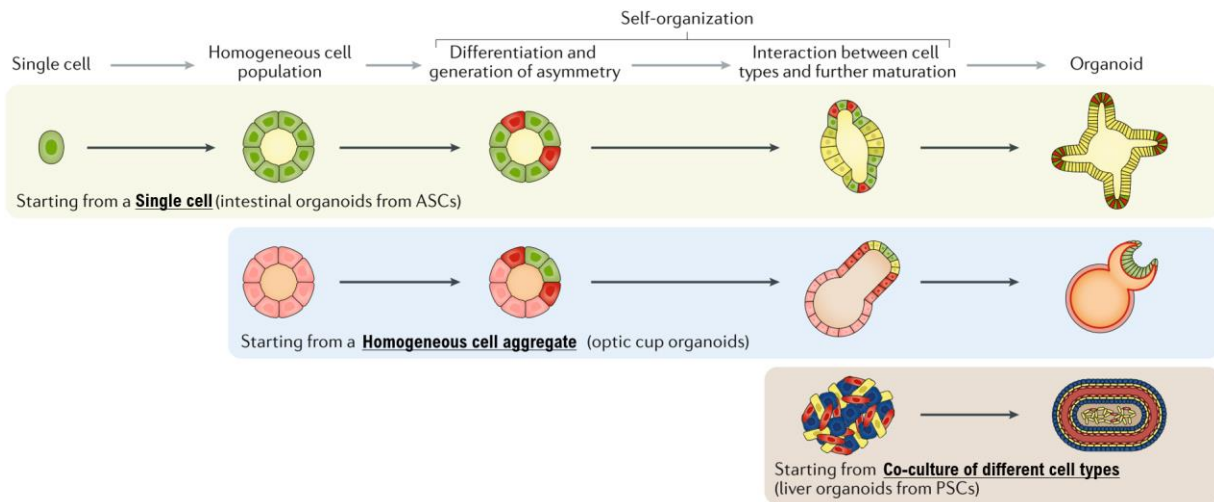 Self-organization
Single cell
Homogeneous cell
population
Differentiation and
generation of asymmetry
Interaction between cell
types and further maturation
Organoid
Starting from a Single cell (intestinal organoids from ASCs)
Starting from a Homogeneous cell aggregate (optic cup organoids)
Starting from Co-culture of different cell types
(liver organoids from PSCs)